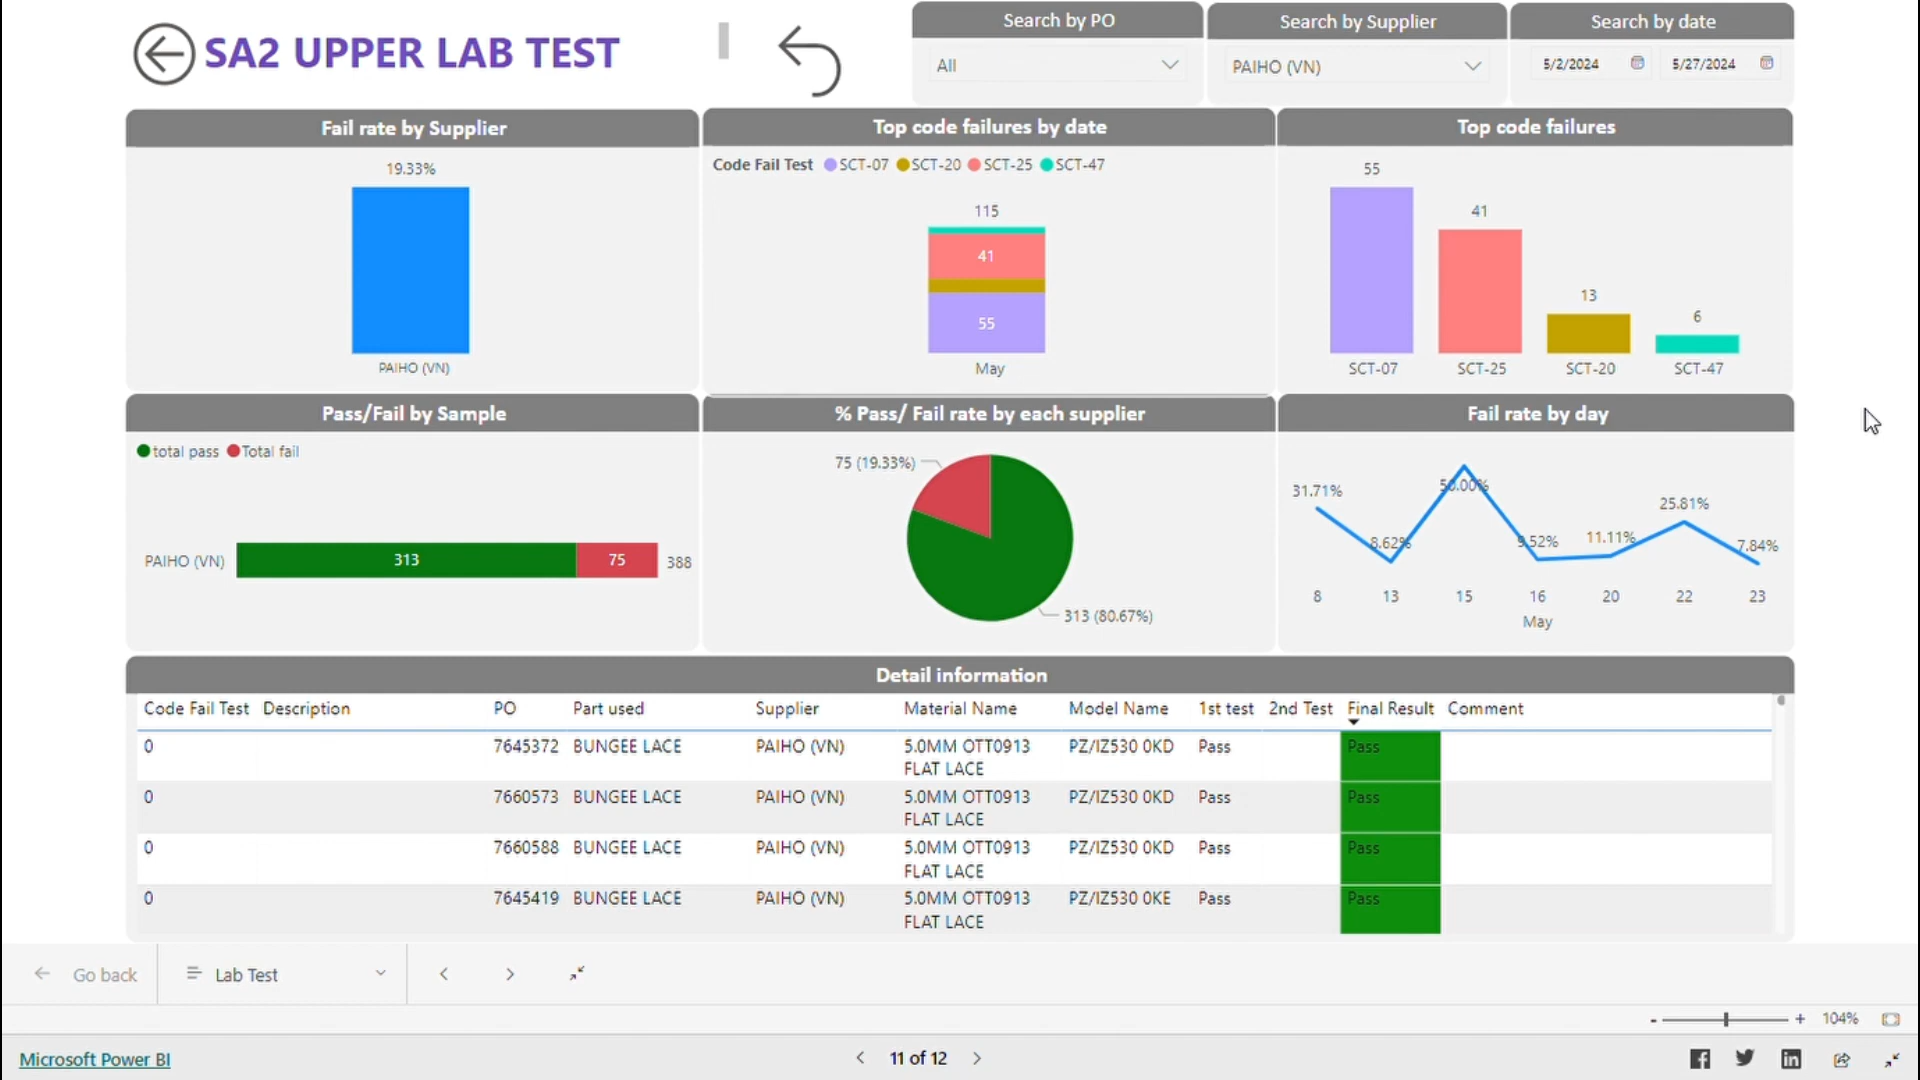 SA2 UPPER LAB TEST
Search by PO
All
Search by Supplier
PAIHO (VN)
Search by date
5/2/2024
5/27/2024
Fail rate by Supplier
19.33%
PAIHO (VN)
Top code failures by date
Code Fail Test SCT-07 SCT-20 SCT-25 SCT-47
115
41
55
May
Top code failures
55
41
13
6
SCT-07 SCT-25 SCT-20 SCT-47
Pass/Fail by Sample
total pass Total fail
PAIHO (VN) 313 75 388
% Pass/ Fail rate by each supplier
75 (19.33%)
313 (80.67%)
Fail rate by day
31.71% 8.62% 50.00% 9.52% 11.11% 25.81% 7.84%
8 13 15 16 20 22 23
May
Detail information
Code Fail Test Description PO Part used Supplier Material Name Model Name 1st test 2nd Test Final Result Comment
0 7645372 BUNGEE LACE PAIHO (VN) 5.0MM OTT0913 PZ/IZ530 0KD Pass Pass
FLAT LACE
0 7660573 BUNGEE LACE PAIHO (VN) 5.0MM OTT0913 PZ/IZ530 0KD Pass Pass
FLAT LACE
0 7660588 BUNGEE LACE PAIHO (VN) 5.0MM OTT0913 PZ/IZ530 0KD Pass Pass
FLAT LACE
0 7645419 BUNGEE LACE PAIHO (VN) 5.0MM OTT0913 PZ/IZ530 0KE Pass Pass
FLAT LACE
Go back
Lab Test
- + 104%
Microsoft Power BI
11 of 12